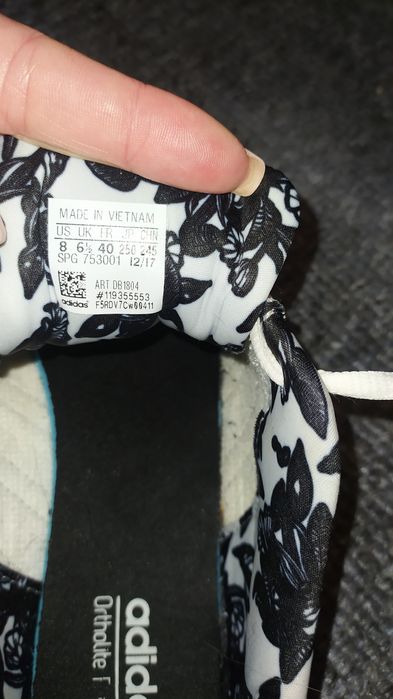 MADE IN VIETNAM
US UK FR JP CHN
8 6½ 40 250 245
SPG 753001 12/17
ART DB1804
#119355553
adidas F5RDV7Cw00411
adidas
Ortholite f